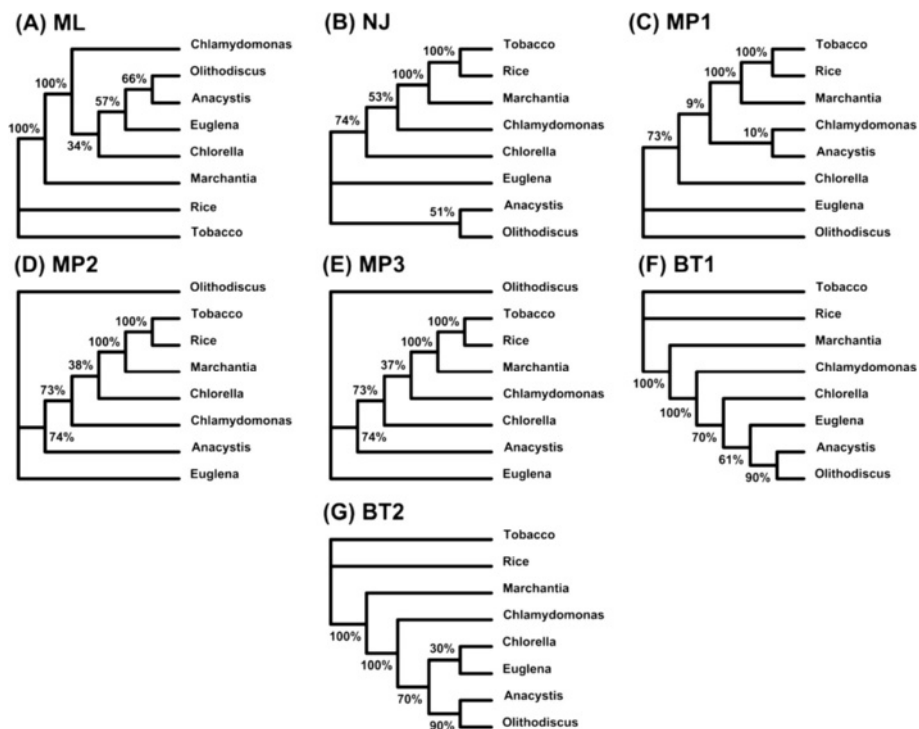 (A) ML
Chlamydomonas
Olithodiscus
66%
100%
57%
Anacystis
Euglena
100%
34%
Chlorella
Marchantia
Rice
Tobacco
(B) NJ
100%
Tobacco
Rice
100%
Marchantia
53%
Chlamydomonas
74%
Chlorella
Euglena
51%
Anacystis
Olithodiscus
(C) MP1
100%
Tobacco
Rice
100%
Marchantia
9%
Chlamydomonas
10%
73%
Anacystis
Chlorella
Euglena
Olithodiscus
(D) MP2
Olithodiscus
Tobacco
100%
Rice
100%
Marchantia
38%
Chlorella
73%
Chlamydomonas
74%
Anacystis
Euglena
(E) MP3
Olithodiscus
Tobacco
100%
Rice
100%
Marchantia
37%
Chlamydomonas
73%
Chlorella
74%
Anacystis
Euglena
(F) BT1
Tobacco
Rice
Marchantia
Chlamydomonas
100%
Chlorella
100%
Euglena
70%
Anacystis
61%
Olithodiscus
90%
(G) BT2
Tobacco
Rice
Marchantia
Chlamydomonas
100%
Chlorella
30%
100%
Euglena
70%
Anacystis
Olithodiscus
90%